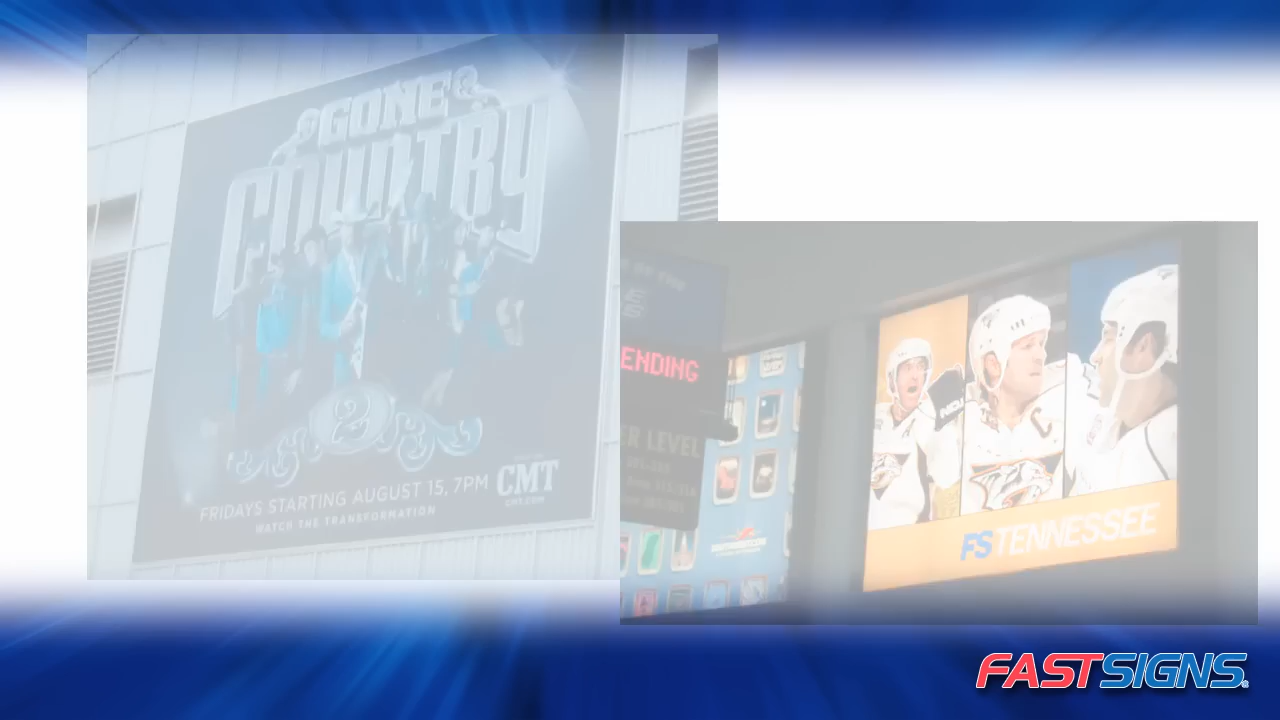 GONE
COUNTRY
2
FRIDAYS STARTING AUGUST 15, 7PM
WATCH THE TRANSFORMATION
CMT
CMT.COM
ENDING
ER LEVEL
FS TENNESSEE
FASTSIGNS